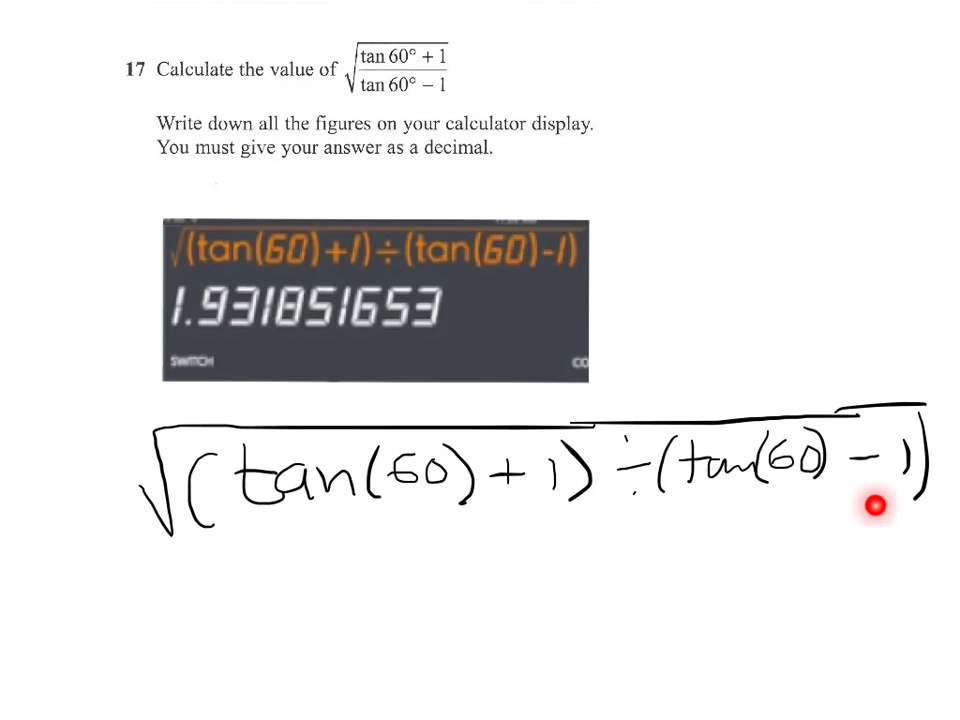 17 Calculate the value of √((tan 60° + 1)/(tan 60° − 1))
Write down all the figures on your calculator display.
You must give your answer as a decimal.
√(tan(60)+1)÷(tan(60)-1)
1.931851653
SWITCH CO
√(tan(60)+1)÷(tan(60)−1)